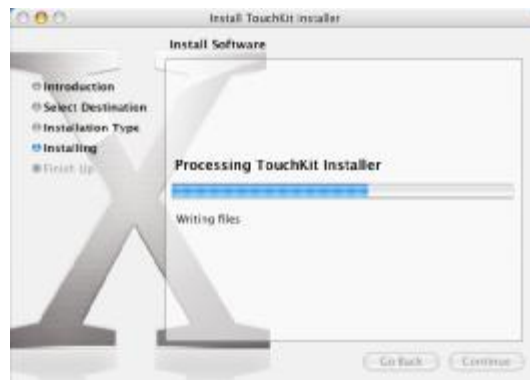 Install TouchKit Installer
Install Software
Introduction
Select Destination
Installation Type
Installing
Finish Up
Processing TouchKit Installer
Writing files
Go Back
Continue